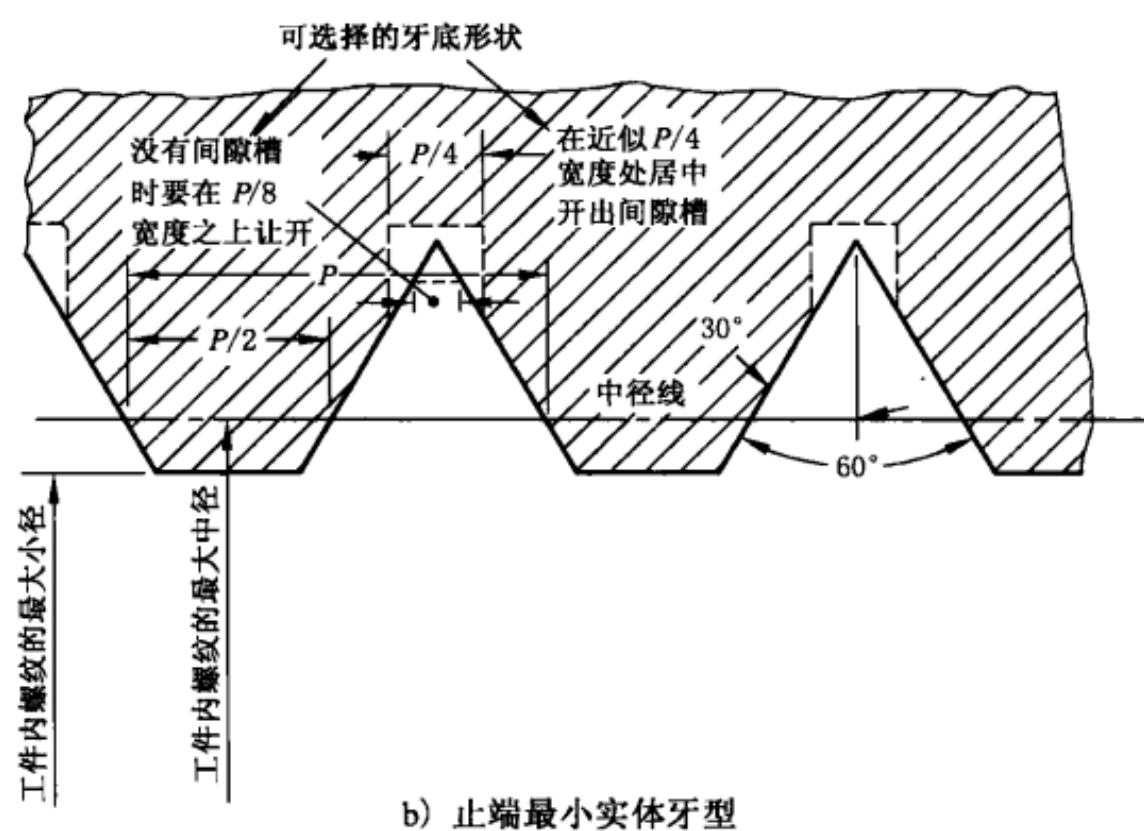 可选择的牙底形状
没有间隙槽
时要在 P/8
宽度之上让开
P/4
在近似 P/4
宽度处居中
开出间隙槽
P
P/2
30°
中径线
60°
工件内螺纹的最大小径
工件内螺纹的最大中径
b) 止端最小实体牙型